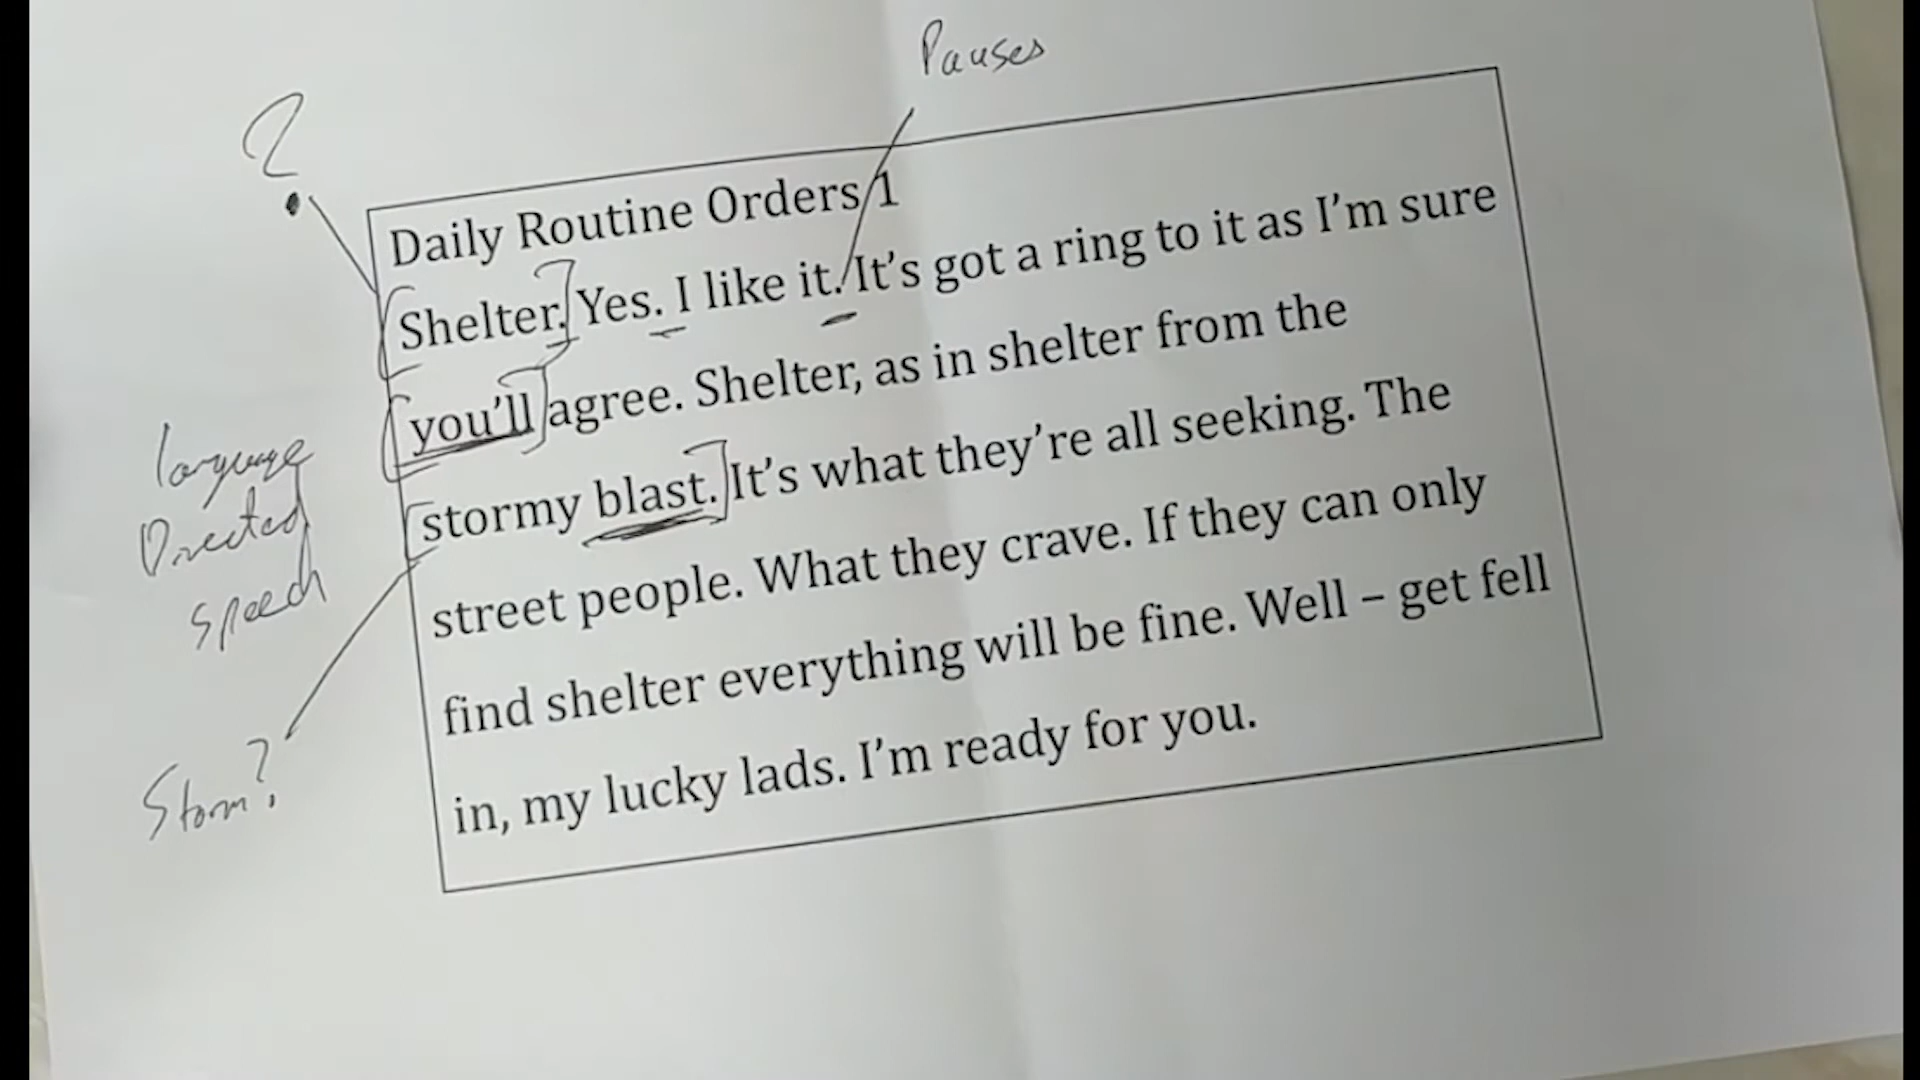 Pauses
?
Daily Routine Orders 1
Shelter. Yes. I like it. It's got a ring to it as I'm sure
you'll agree. Shelter, as in shelter from the
stormy blast. It's what they're all seeking. The
street people. What they crave. If they can only
find shelter everything will be fine. Well – get fell
in, my lucky lads. I'm ready for you.
language
Directed
speech
Storm?